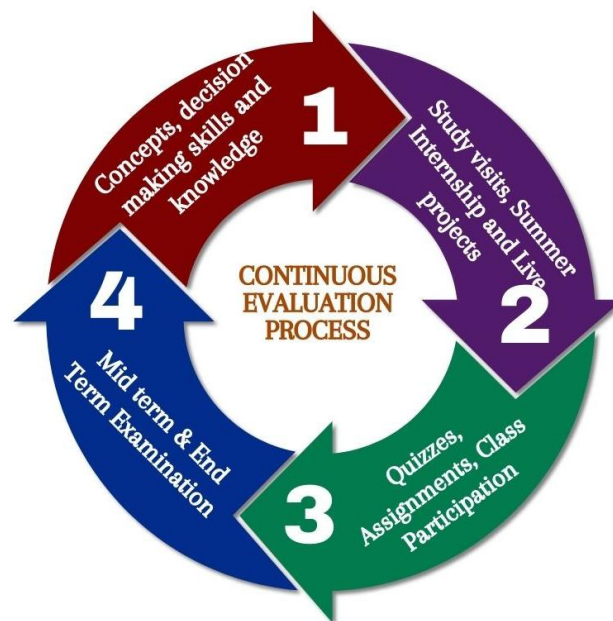 1
Concepts, decision
making skills and
knowledge
2
Study visits, Summer
Internship and Live
projects
3
Quizzes,
Assignments, Class
Participation
4
Mid term & End
Term Examination
CONTINUOUS
EVALUATION
PROCESS